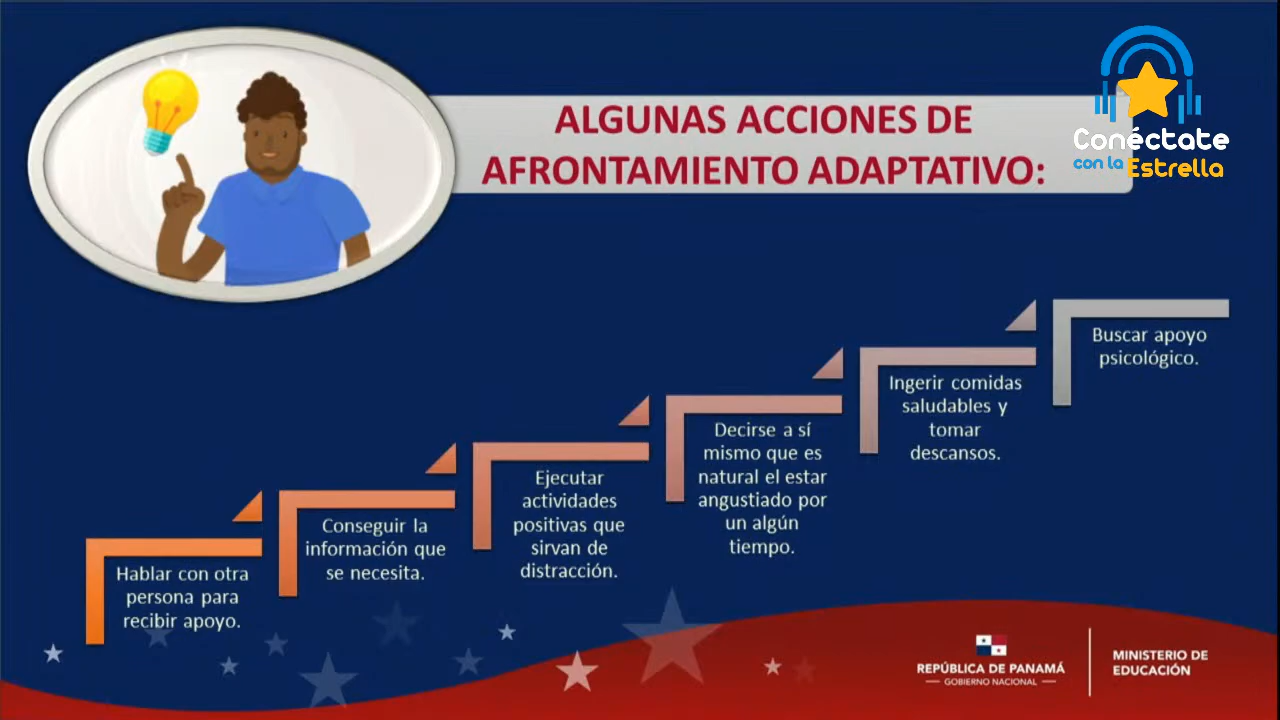 ALGUNAS ACCIONES DE
AFRONTAMIENTO ADAPTATIVO:
Conéctate
con la Estrella
Hablar con otra
persona para
recibir apoyo.
Conseguir la
información que
se necesita.
Ejecutar
actividades
positivas que
sirvan de
distracción.
Decirse a sí
mismo que es
natural el estar
angustiado por
un algún
tiempo.
Ingerir comidas
saludables y
tomar
descansos.
Buscar apoyo
psicológico.
REPÚBLICA DE PANAMÁ
GOBIERNO NACIONAL
MINISTERIO DE
EDUCACIÓN